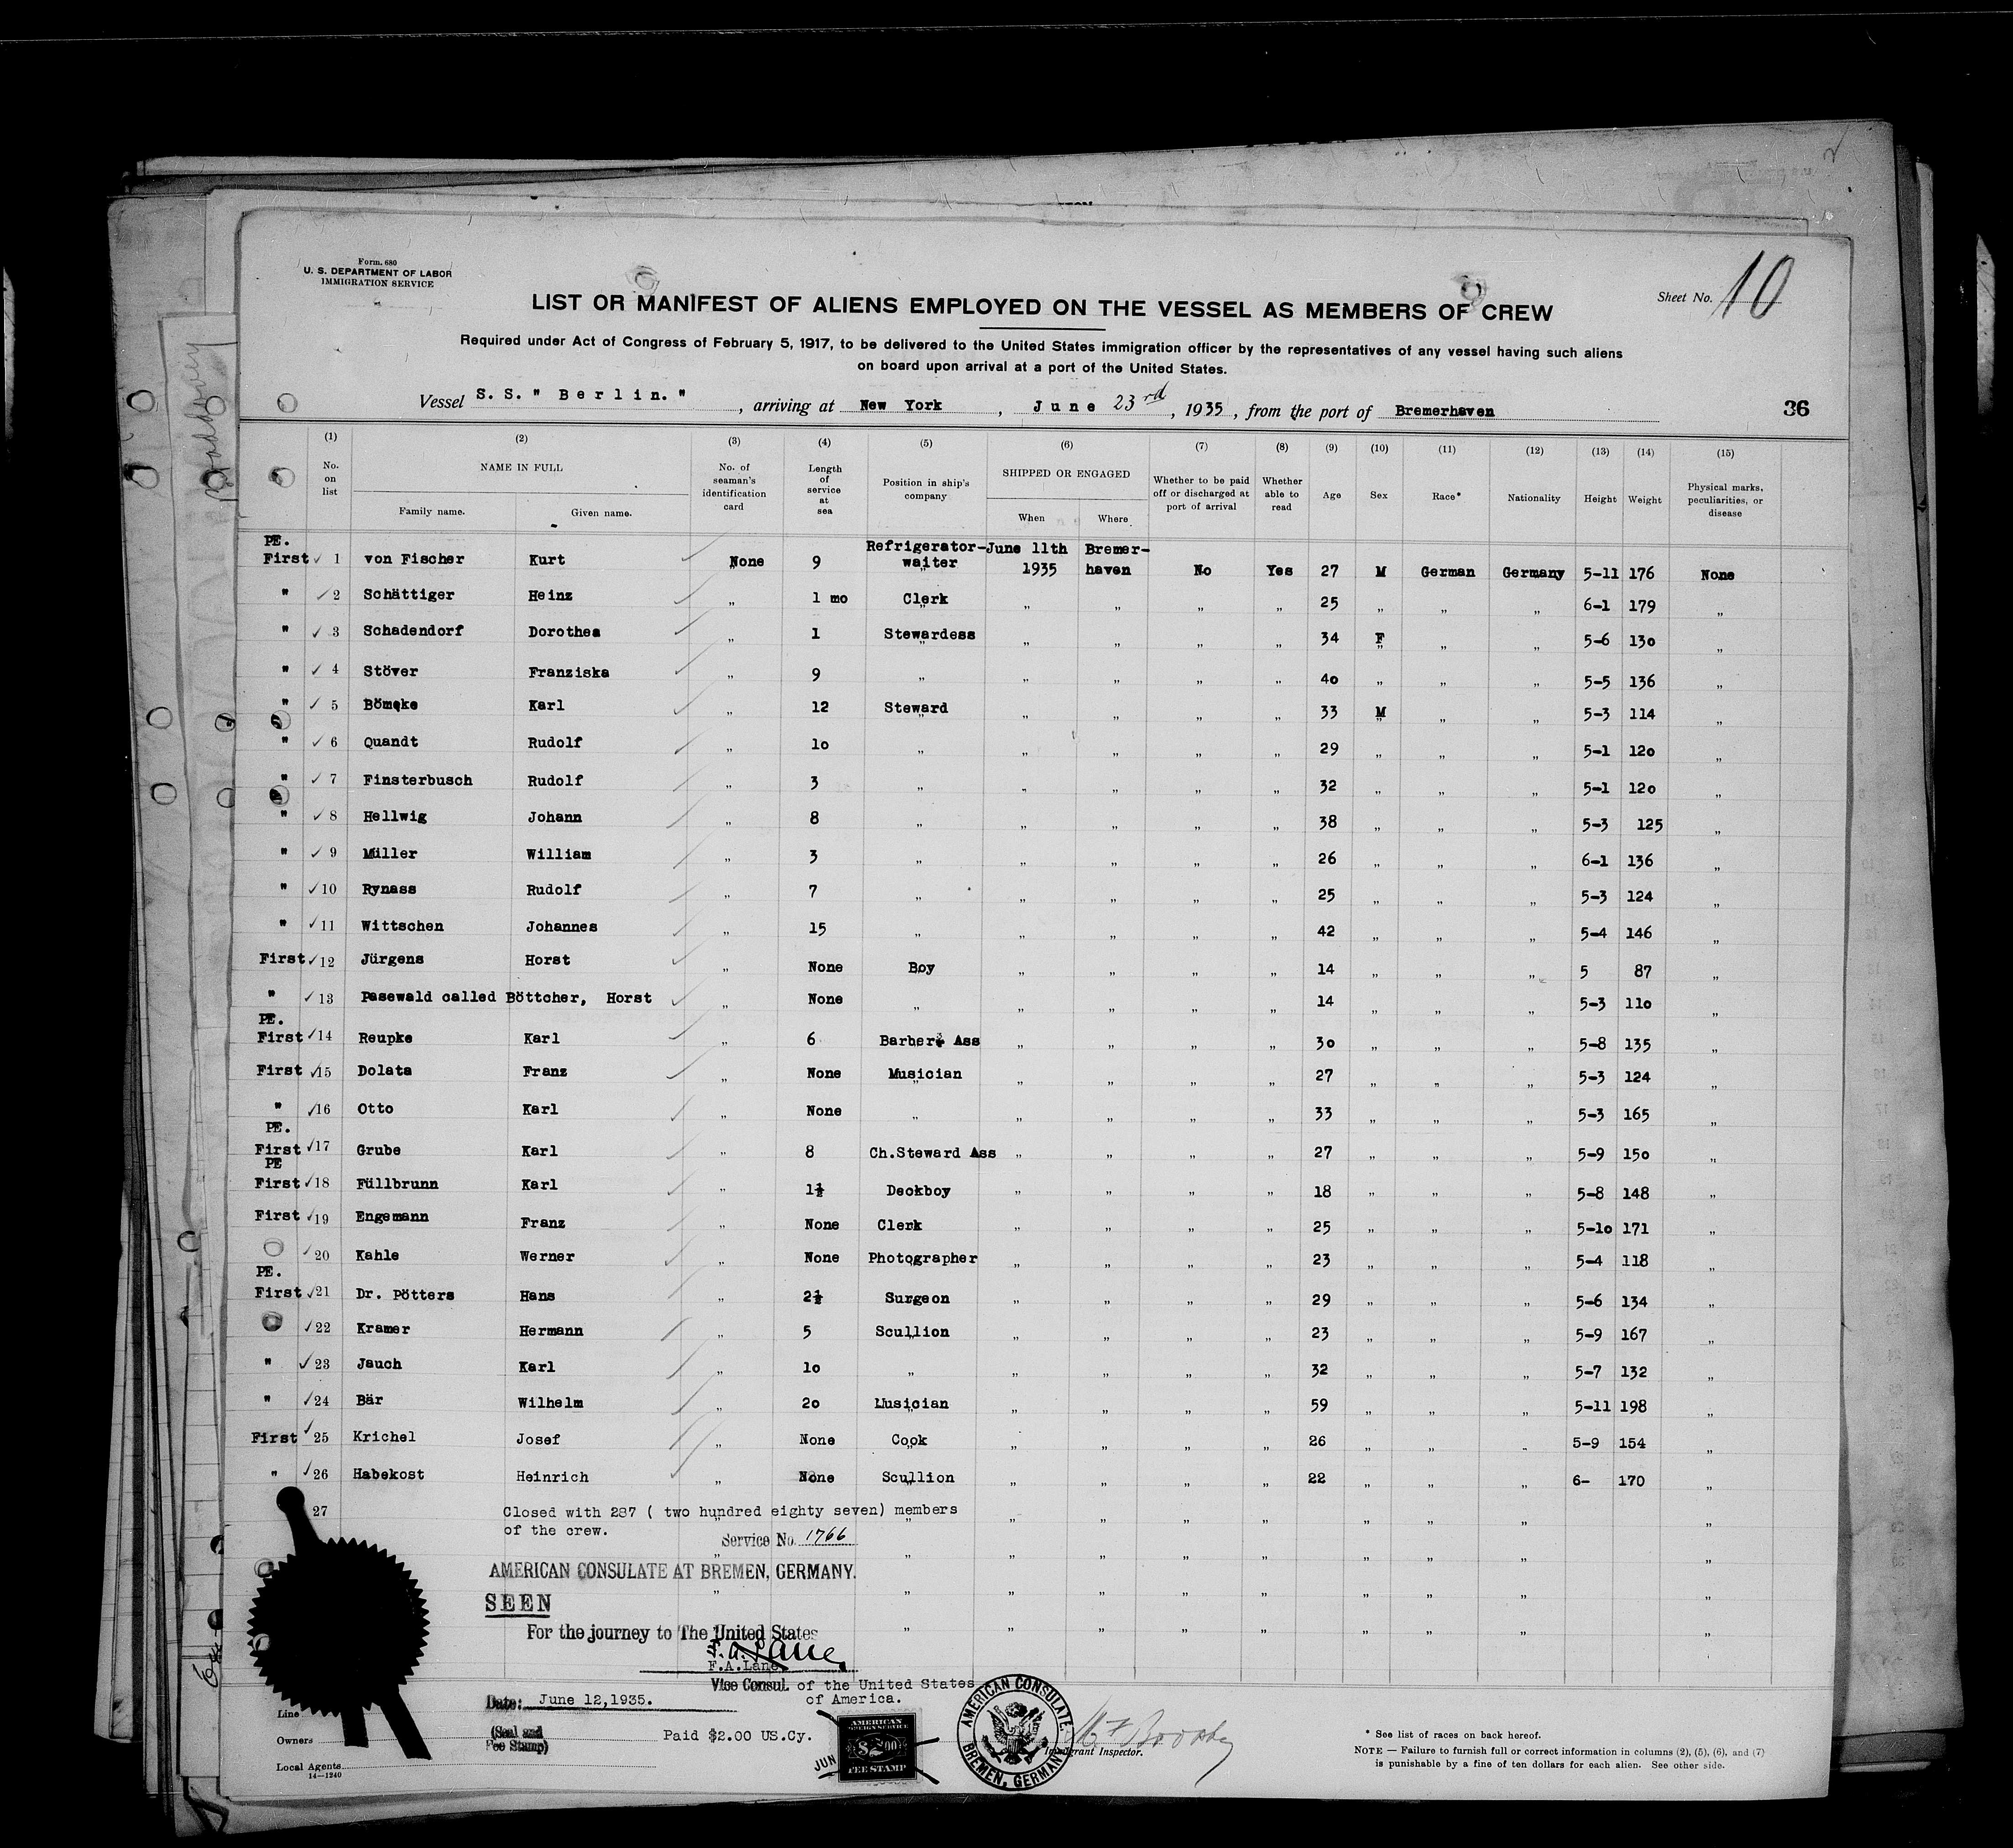 Form 680
U. S. DEPARTMENT OF LABOR
IMMIGRATION SERVICE
Sheet No. 10
LIST OR MANIFEST OF ALIENS EMPLOYED ON THE VESSEL AS MEMBERS OF CREW
Required under Act of Congress of February 5, 1917, to be delivered to the United States immigration officer by the representatives of any vessel having such aliens
on board upon arrival at a port of the United States.
Vessel S. S. " Berlin. " , arriving at New York , June 23rd , 1935 , from the port of Bremerhaven 36
(1) (2) (3) (4) (5) (6) (7) (8) (9) (10) (11) (12) (13) (14) (15)
No. on list NAME IN FULL Family name. Given name. No. of seaman's identification card Length of service at sea Position in ship's company SHIPPED OR ENGAGED When Where Whether to be paid off or discharged at port of arrival Whether able to read Age Sex Race* Nationality Height Weight Physical marks, peculiarities, or disease
PE.
First 1 von Fischer Kurt None 9 Refrigerator-waiter June 11th 1935 Bremer-haven No Yes 27 M German Germany 5-11 176 None
" 2 Schättiger Heinz " 1 mo Clerk " " " " 25 " " " 6-1 179 "
" 3 Schadendorf Dorothea " 1 Stewardess " " " " 34 F " " 5-6 130 "
" 4 Stöver Franziska " 9 " " " " " 40 " " " 5-5 136 "
" 5 Bömeke Karl " 12 Steward " " " " 33 M " " 5-3 114 "
" 6 Quandt Rudolf " 10 " " " " " 29 " " " 5-1 120 "
" 7 Finsterbusch Rudolf " 3 " " " " " 32 " " " 5-1 120 "
" 8 Hellwig Johann " 8 " " " " " 38 " " " 5-3 125 "
" 9 Müller William " 3 " " " " " 26 " " " 6-1 136 "
" 10 Rynass Rudolf " 7 " " " " " 25 " " " 5-3 124 "
" 11 Wittschen Johannes " 15 " " " " " 42 " " " 5-4 146 "
First 12 Jürgens Horst " None Boy " " " " 14 " " " 5 87 "
" 13 Pasewald called Böttcher, Horst " None " " " " " 14 " " " 5-3 110 "
PE.
First 14 Reupke Karl " 6 Barber Ass " " " " 30 " " " 5-8 135 "
First 15 Dolata Franz " None Musician " " " " 27 " " " 5-3 124 "
" 16 Otto Karl " None " " " " " 33 " " " 5-3 165 "
PE.
First 17 Grube Karl " 8 Ch.Steward Ass " " " " 27 " " " 5-9 150 "
PE
First 18 Füllbrunn Karl " 1½ Deckboy " " " " 18 " " " 5-8 148 "
First 19 Engemann Franz " None Clerk " " " " 25 " " " 5-10 171 "
20 Kahle Werner " None Photographer " " " " 23 " " " 5-4 118 "
PE.
First 21 Dr. Pötters Hans " 2½ Surgeon " " " " 29 " " " 5-6 134 "
22 Kramer Hermann " 5 Scullion " " " " 23 " " " 5-9 167 "
" 23 Jauch Karl " 10 " " " " " 32 " " " 5-7 132 "
" 24 Bär Wilhelm " 20 Musician " " " " 59 " " " 5-11 198 "
First 25 Krichel Josef " None Cook " " " " 26 " " " 5-9 154 "
" 26 Habekost Heinrich " None Scullion " " " " 22 " " " 6- 170 "
27 Closed with 287 ( two hundred eighty seven) members
of the crew.
Service No. 1766
AMERICAN CONSULATE AT BREMEN, GERMANY.
SEEN
For the journey to The United States
F.A.Lane
F.A.Lane
Vice Consul of the United States
of America.
Date: June 12,1935.
(Seal and
Fee Stamp)
Paid $2.00 US.Cy.
AMERICAN
FOREIGN SERVICE
$2.00
FEE STAMP
JUN
AMERICAN CONSULATE.
BREMEN, GERMANY
Immigrant Inspector.
Line
Owners
Local Agents
14—1240
* See list of races on back hereof.
NOTE — Failure to furnish full or correct information in columns (2), (5), (6), and (7)
is punishable by a fine of ten dollars for each alien. See other side.